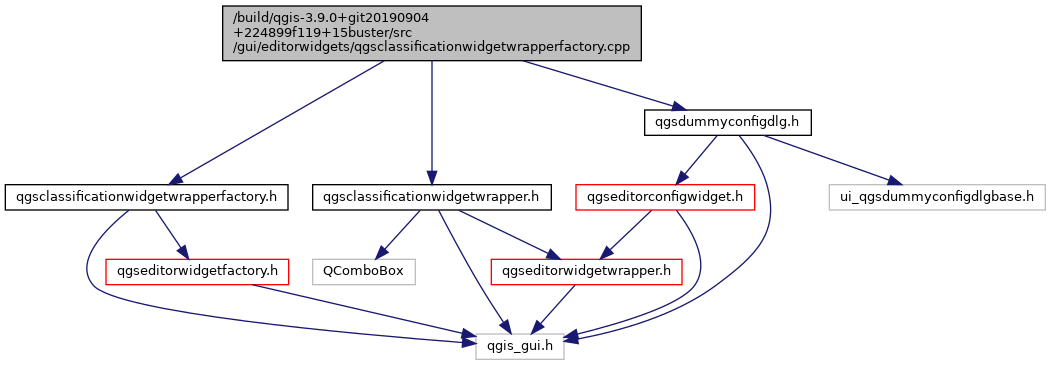 /build/qgis-3.9.0+git20190904
+224899f119+15buster/src
/gui/editorwidgets/qgsclassificationwidgetwrapperfactory.cpp
qgsdummyconfigdlg.h
qgsclassificationwidgetwrapperfactory.h
qgsclassificationwidgetwrapper.h
qgseditorconfigwidget.h
ui_qgsdummyconfigdlgbase.h
qgseditorwidgetfactory.h
QComboBox
qgseditorwidgetwrapper.h
qgis_gui.h